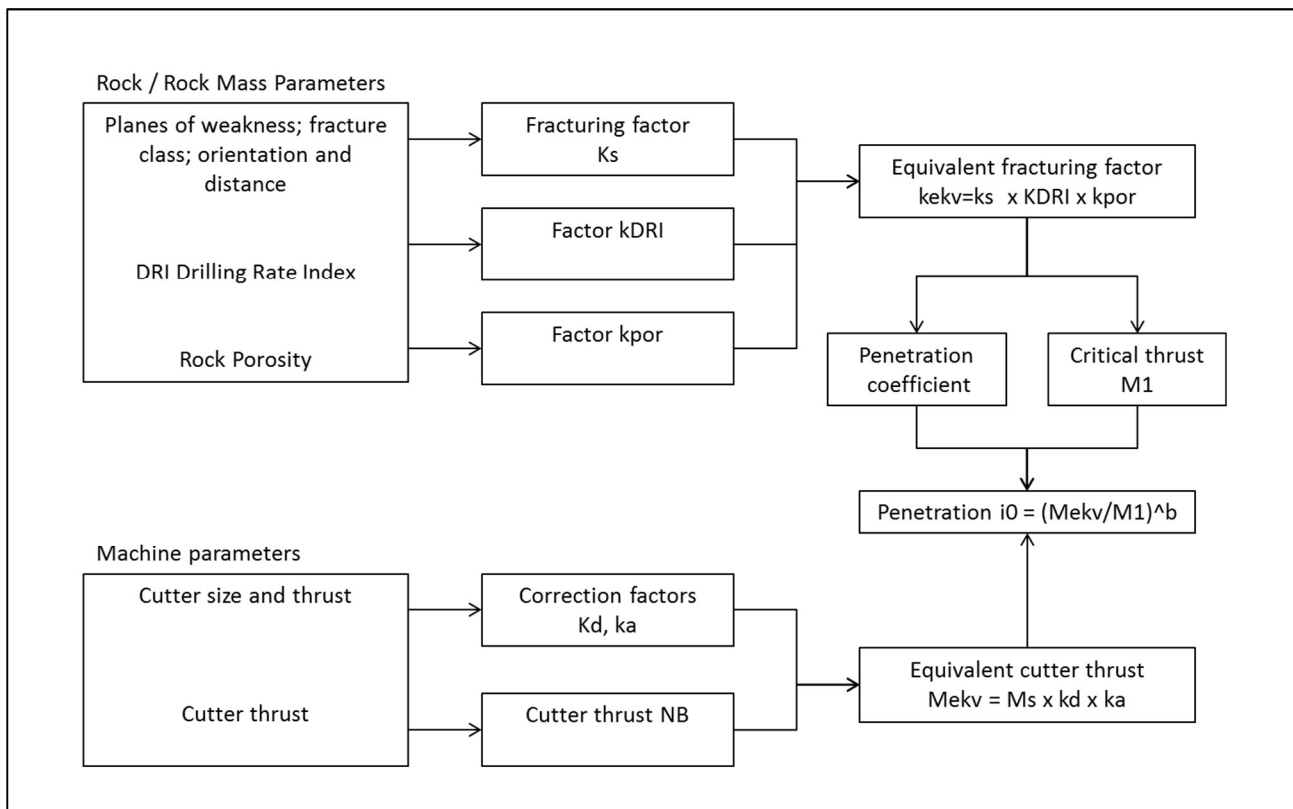 Rock / Rock Mass Parameters
Planes of weakness; fracture
class; orientation and
distance
DRI Drilling Rate Index
Rock Porosity
Fracturing factor
Ks
Factor kDRI
Factor kpor
Equivalent fracturing factor
kekv=ks x KDRI x kpor
Penetration
coefficient
Critical thrust
M1
Penetration i0 = (Mekv/M1)^b
Machine parameters
Cutter size and thrust
Cutter thrust
Correction factors
Kd, ka
Cutter thrust NB
Equivalent cutter thrust
Mekv = Ms x kd x ka